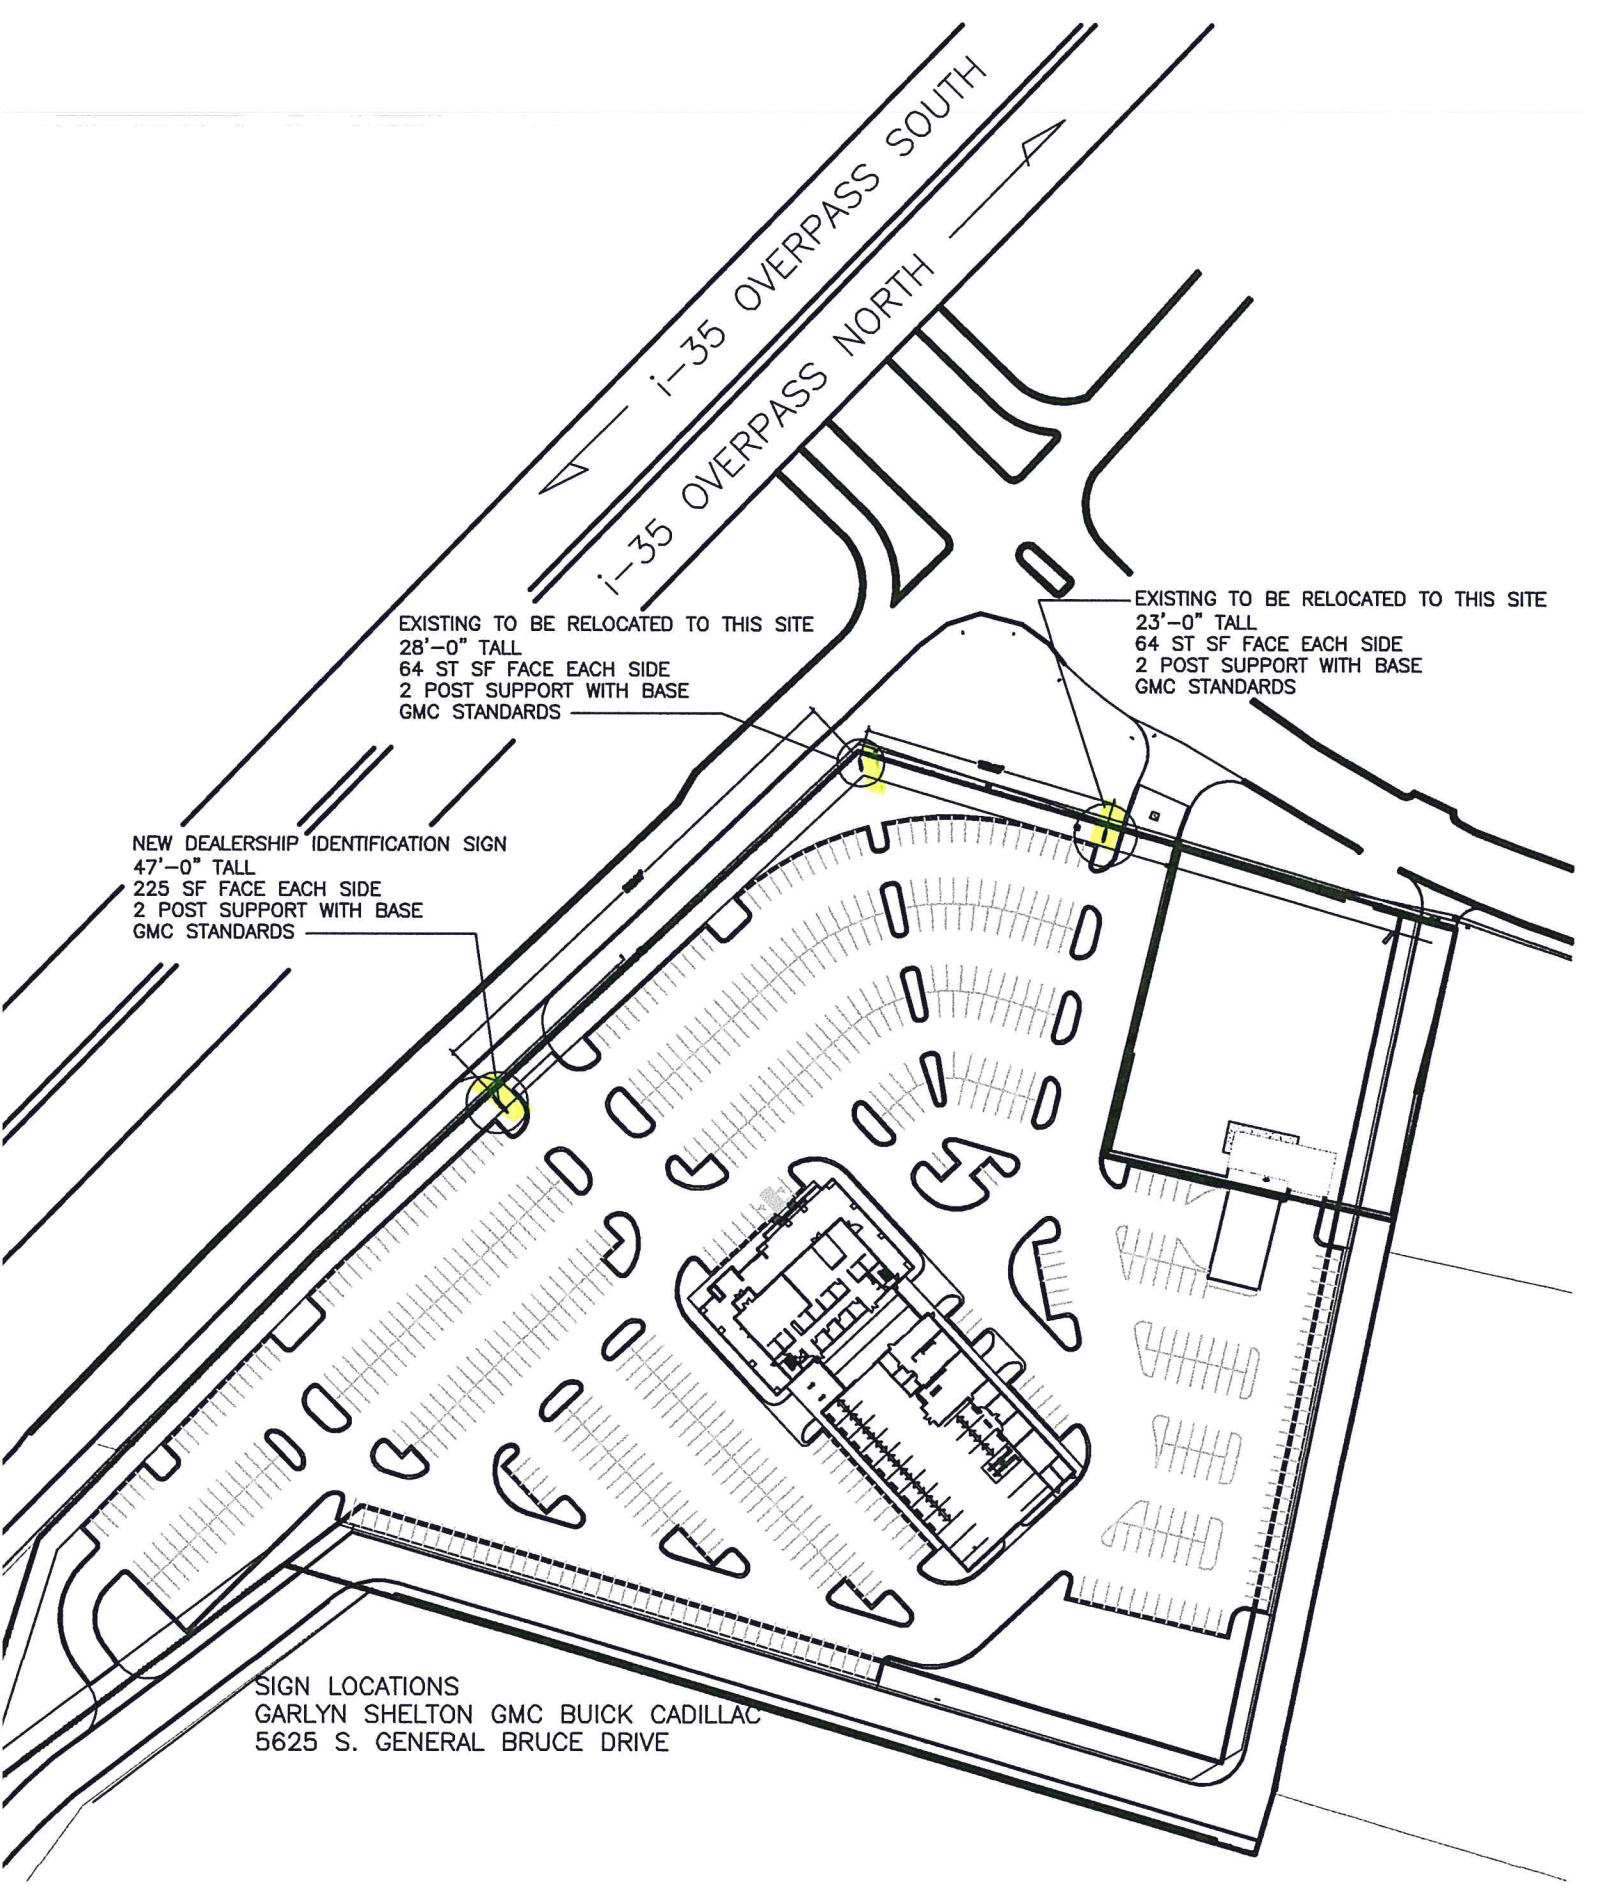 i-35 OVERPASS SOUTH
i-35 OVERPASS NORTH
EXISTING TO BE RELOCATED TO THIS SITE
28'-0" TALL
64 ST SF FACE EACH SIDE
2 POST SUPPORT WITH BASE
GMC STANDARDS
EXISTING TO BE RELOCATED TO THIS SITE
23'-0" TALL
64 ST SF FACE EACH SIDE
2 POST SUPPORT WITH BASE
GMC STANDARDS
NEW DEALERSHIP IDENTIFICATION SIGN
47'-0" TALL
225 SF FACE EACH SIDE
2 POST SUPPORT WITH BASE
GMC STANDARDS
SIGN LOCATIONS
GARLYN SHELTON GMC BUICK CADILLAC
5625 S. GENERAL BRUCE DRIVE